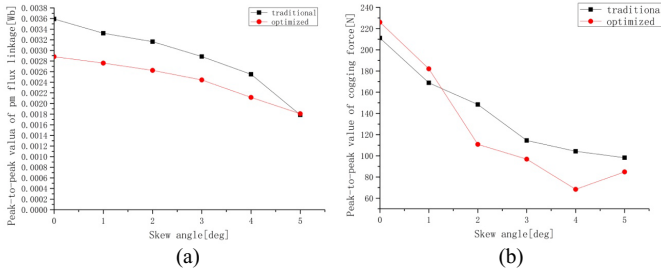 Peak-to-peak valua of pm flux linkage[Wb]
0.0038
0.0036
0.0034
0.0032
0.0030
0.0028
0.0026
0.0024
0.0022
0.0020
0.0018
0.0016
0.0014
0.0012
0.0010
0.0008
0.0006
0.0004
0.0002
0.0000
traditional
optimized
0 1 2 3 4 5
Skew angle[deg]
(a)
Peak-to-peak value of cogging force[N]
240
220
200
180
160
140
120
100
80
60
traditional
optimized
0 1 2 3 4 5
Skew angle[deg]
(b)